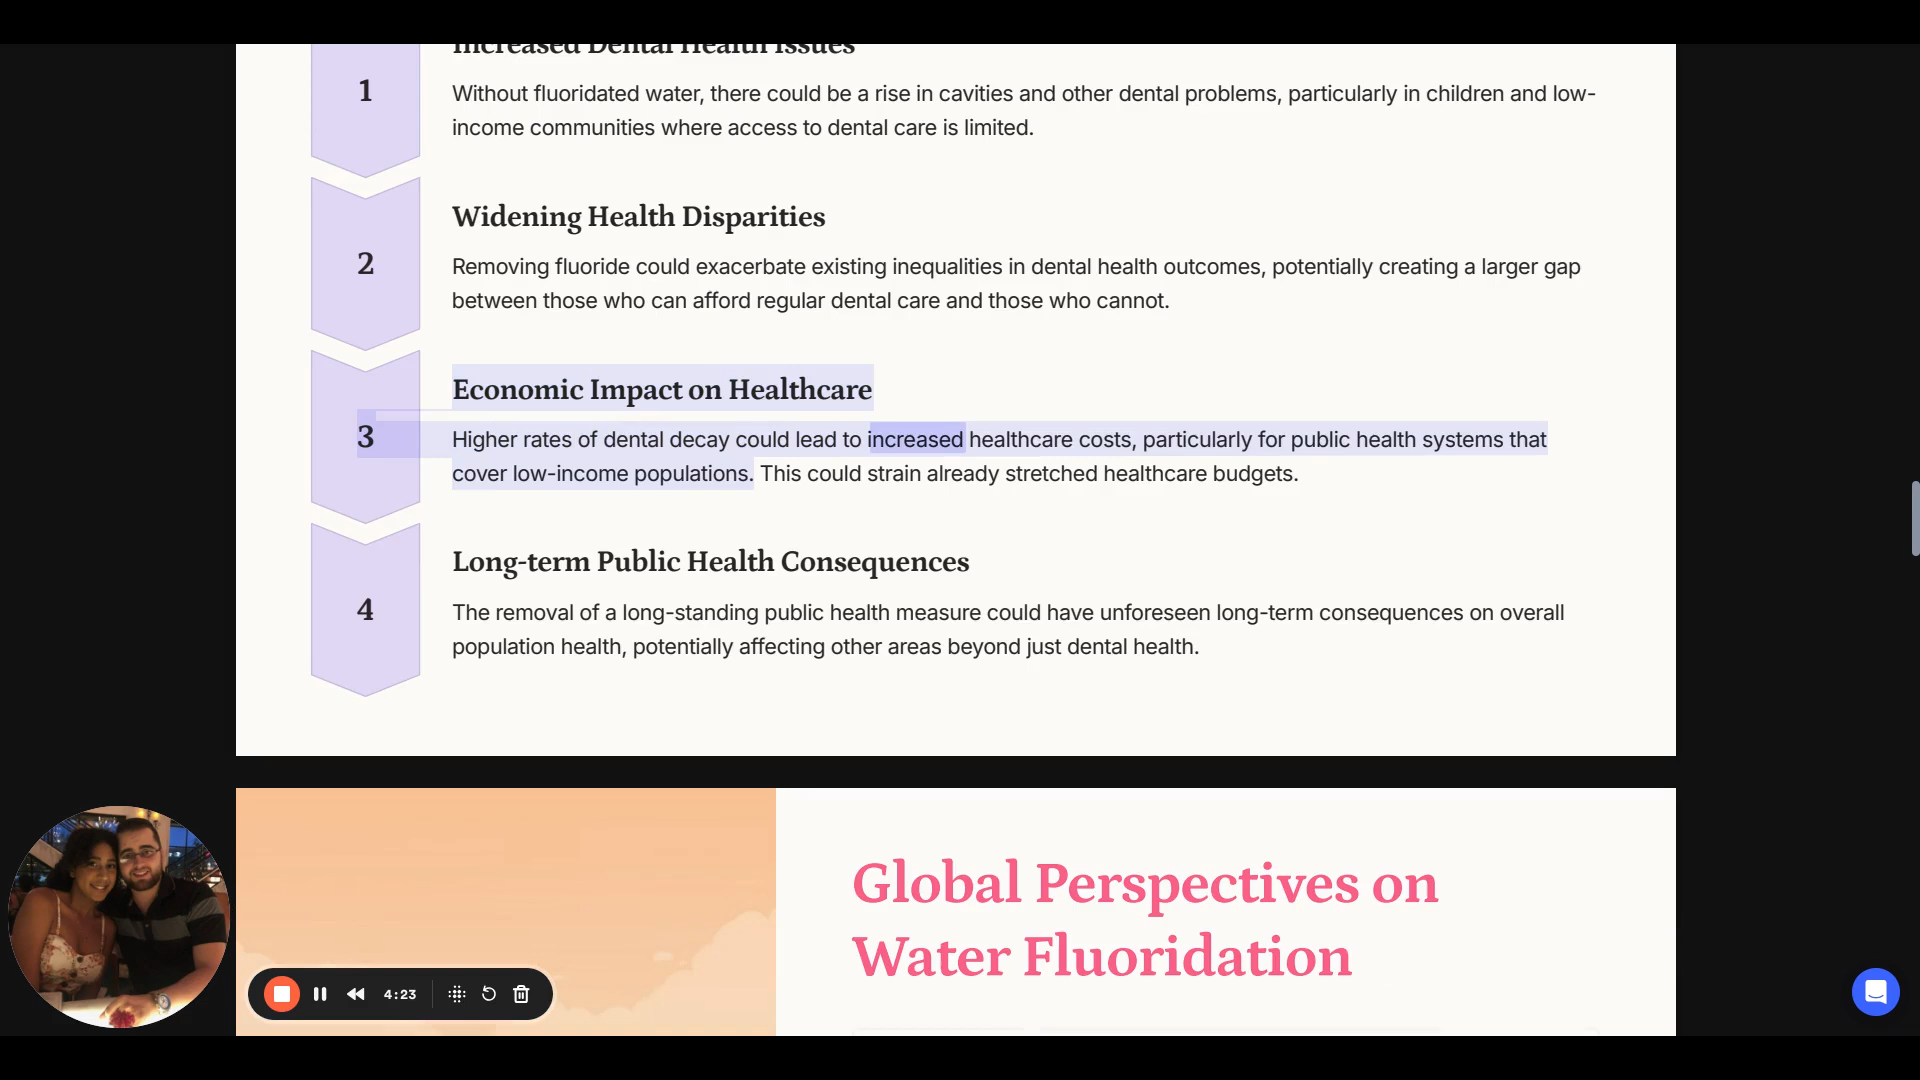 Increased Dental Health Issues
1
Without fluoridated water, there could be a rise in cavities and other dental problems, particularly in children and low-
income communities where access to dental care is limited.
Widening Health Disparities
2
Removing fluoride could exacerbate existing inequalities in dental health outcomes, potentially creating a larger gap
between those who can afford regular dental care and those who cannot.
Economic Impact on Healthcare
3
Higher rates of dental decay could lead to increased healthcare costs, particularly for public health systems that
cover low-income populations. This could strain already stretched healthcare budgets.
Long-term Public Health Consequences
4
The removal of a long-standing public health measure could have unforeseen long-term consequences on overall
population health, potentially affecting other areas beyond just dental health.
Global Perspectives on
Water Fluoridation
4:23